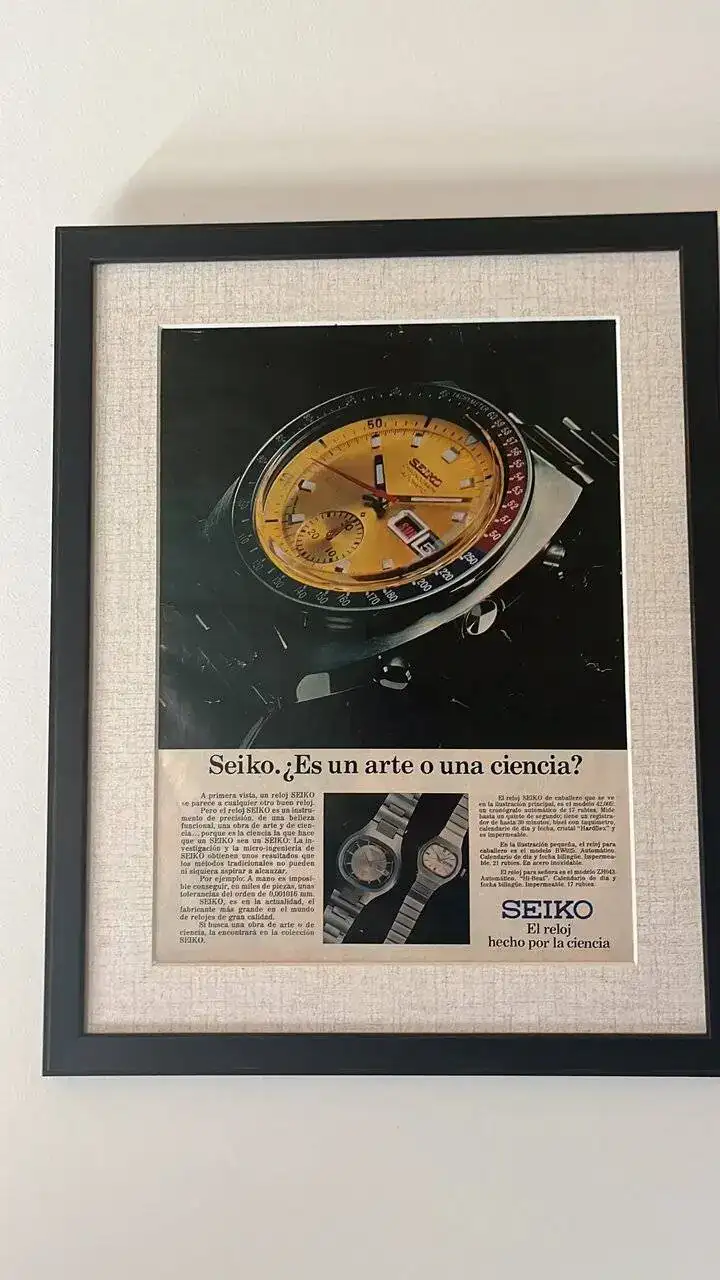 TACHYMETER 60
50
SEIKO
20
10
250
220
200
170
160
Seiko. ¿Es un arte o una ciencia?
A primera vista, un reloj SEIKO
se parece a cualquier otro buen reloj.
Pero el reloj SEIKO es un instru-
mento de precisión, de una belleza
funcional, una obra de arte y de cien-
cia... porque es la ciencia la que hace
que un SEIKO sea un SEIKO. La in-
vestigación y la micro-ingeniería de
SEIKO obtienen unos resultados que
los métodos tradicionales no pueden
ni siquiera aspirar a alcanzar.
Por ejemplo: A mano es imposi-
ble conseguir, en miles de piezas, unas
tolerancias del orden de 0,001016 mm.
SEIKO, es en la actualidad, el
fabricante más grande en el mundo
de relojes de gran calidad.
Si busca una obra de arte o de
ciencia, la encontrará en la colección
SEIKO.
El reloj SEIKO de caballero que se ve
en la ilustración principal, es el modelo
un cronógrafo automático de 17 rubíes. Mide
hasta un quinto de segundo; tiene un registra-
dor de hasta 30 minutos, bisel con taquímetro,
calendario de día y fecha, cristal "Hardlex" y
es impermeable.
En la ilustración pequeña, el reloj para
caballero es el modelo Automático.
Calendario de día y fecha bilingüe. Impermea-
ble. 21 rubíes. En acero inoxidable.
El reloj para señora es el modelo
Automático. "Hi-Beat". Calendario de día y
fecha bilingüe. Impermeable. 17 rubíes.
SEIKO
El reloj
hecho por la ciencia